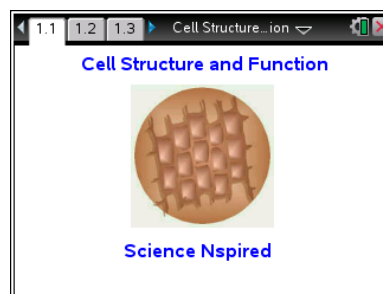 1.1 1.2 1.3 Cell Structure...ion
Cell Structure and Function
Science Nspired